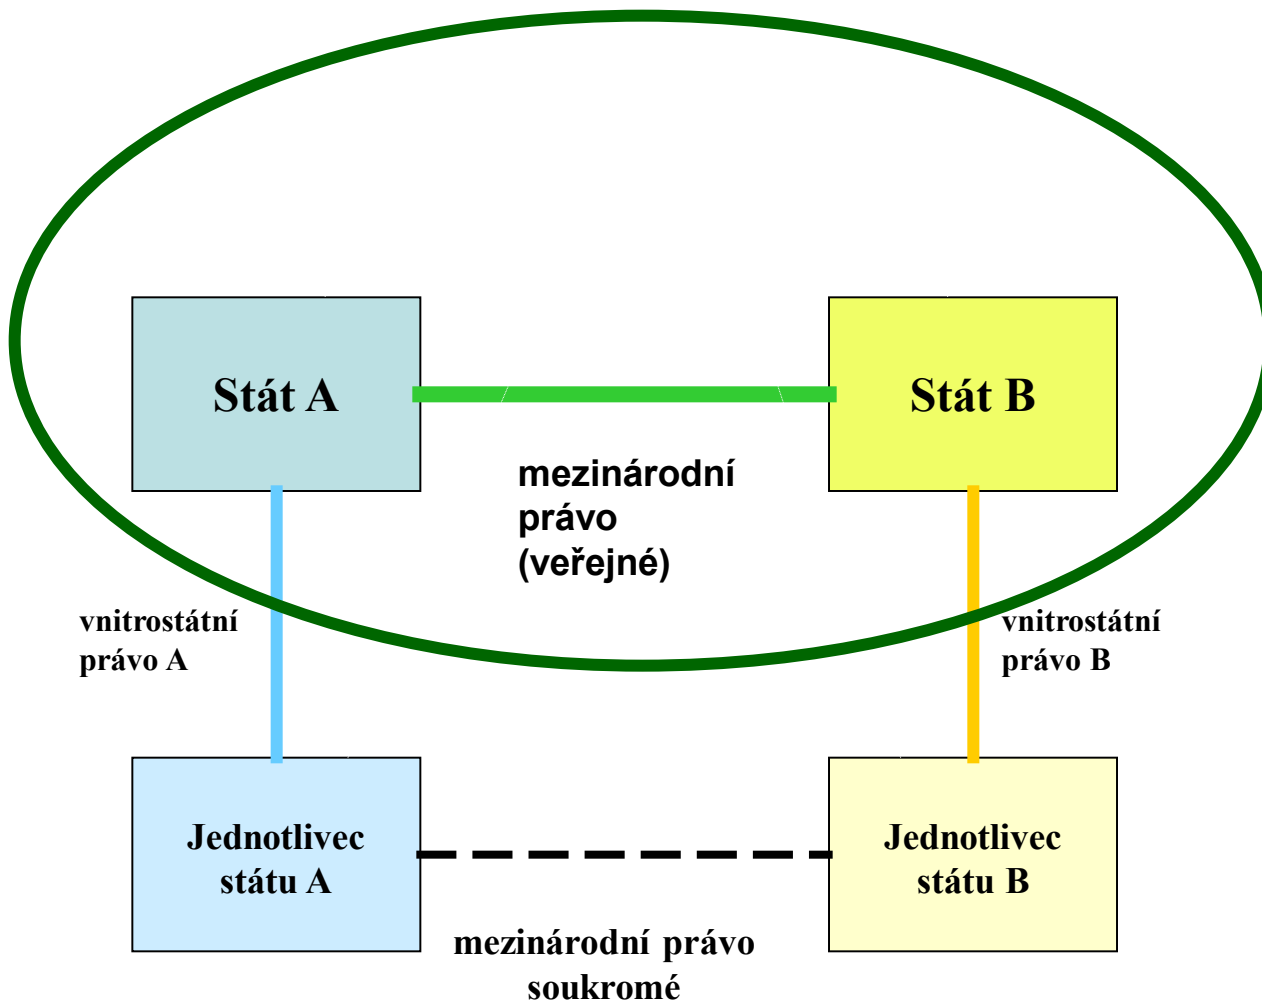 Stát A
Stát B
mezinárodní
právo
(veřejné)
vnitrostátní
právo A
vnitrostátní
právo B
Jednotlivec
státu A
Jednotlivec
státu B
mezinárodní právo
soukromé